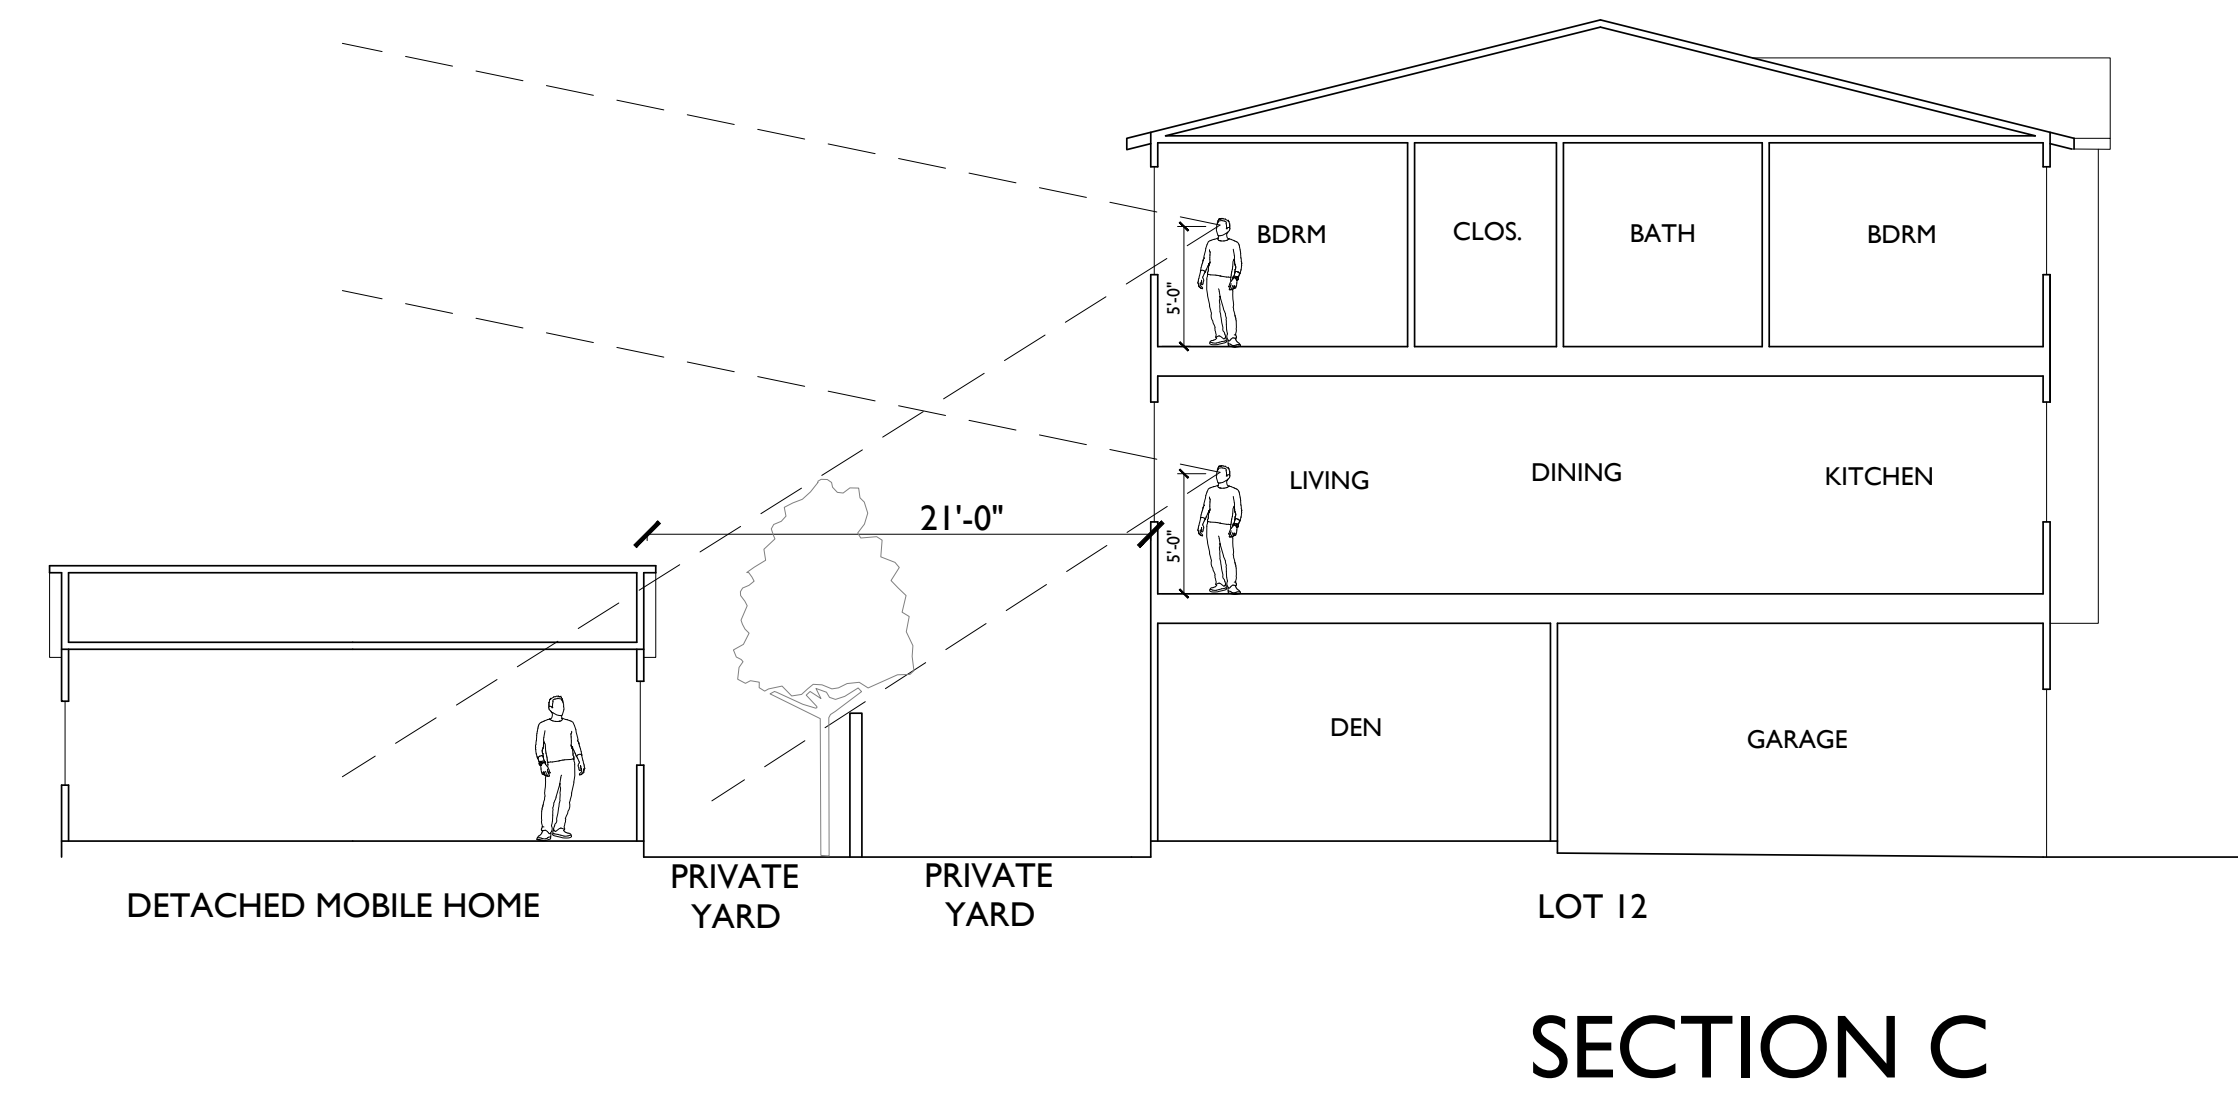 BDRM
CLOS.
BATH
BDRM
5'-0"
LIVING
DINING
KITCHEN
21'-0"
5'-0"
DEN
GARAGE
DETACHED MOBILE HOME
PRIVATE
YARD
PRIVATE
YARD
LOT 12
SECTION C